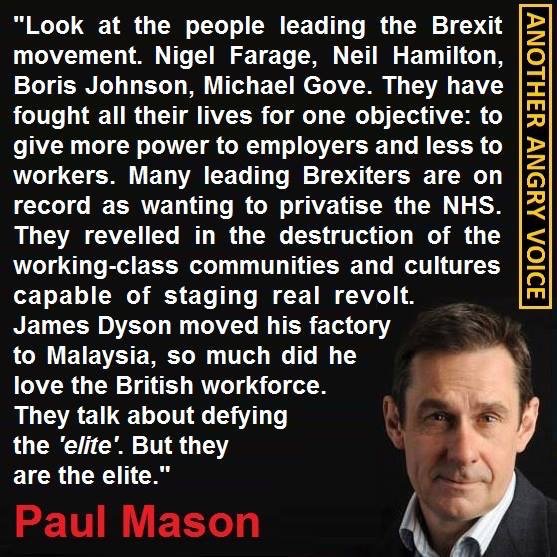 "Look at the people leading the Brexit
movement. Nigel Farage, Neil Hamilton,
Boris Johnson, Michael Gove. They have
fought all their lives for one objective: to
give more power to employers and less to
workers. Many leading Brexiters are on
record as wanting to privatise the NHS.
They revelled in the destruction of the
working-class communities and cultures
capable of staging real revolt.
James Dyson moved his factory
to Malaysia, so much did he
love the British workforce.
They talk about defying
the 'elite'. But they
are the elite."
Paul Mason
ANOTHER ANGRY VOICE